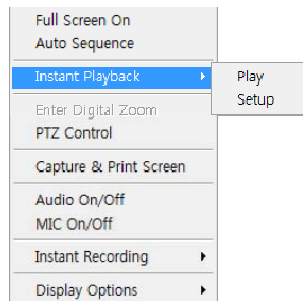 Full Screen On
Auto Sequence
Instant Playback
Play
Setup
Enter Digital Zoom
PTZ Control
Capture & Print Screen
Audio On/Off
MIC On/Off
Instant Recording
Display Options